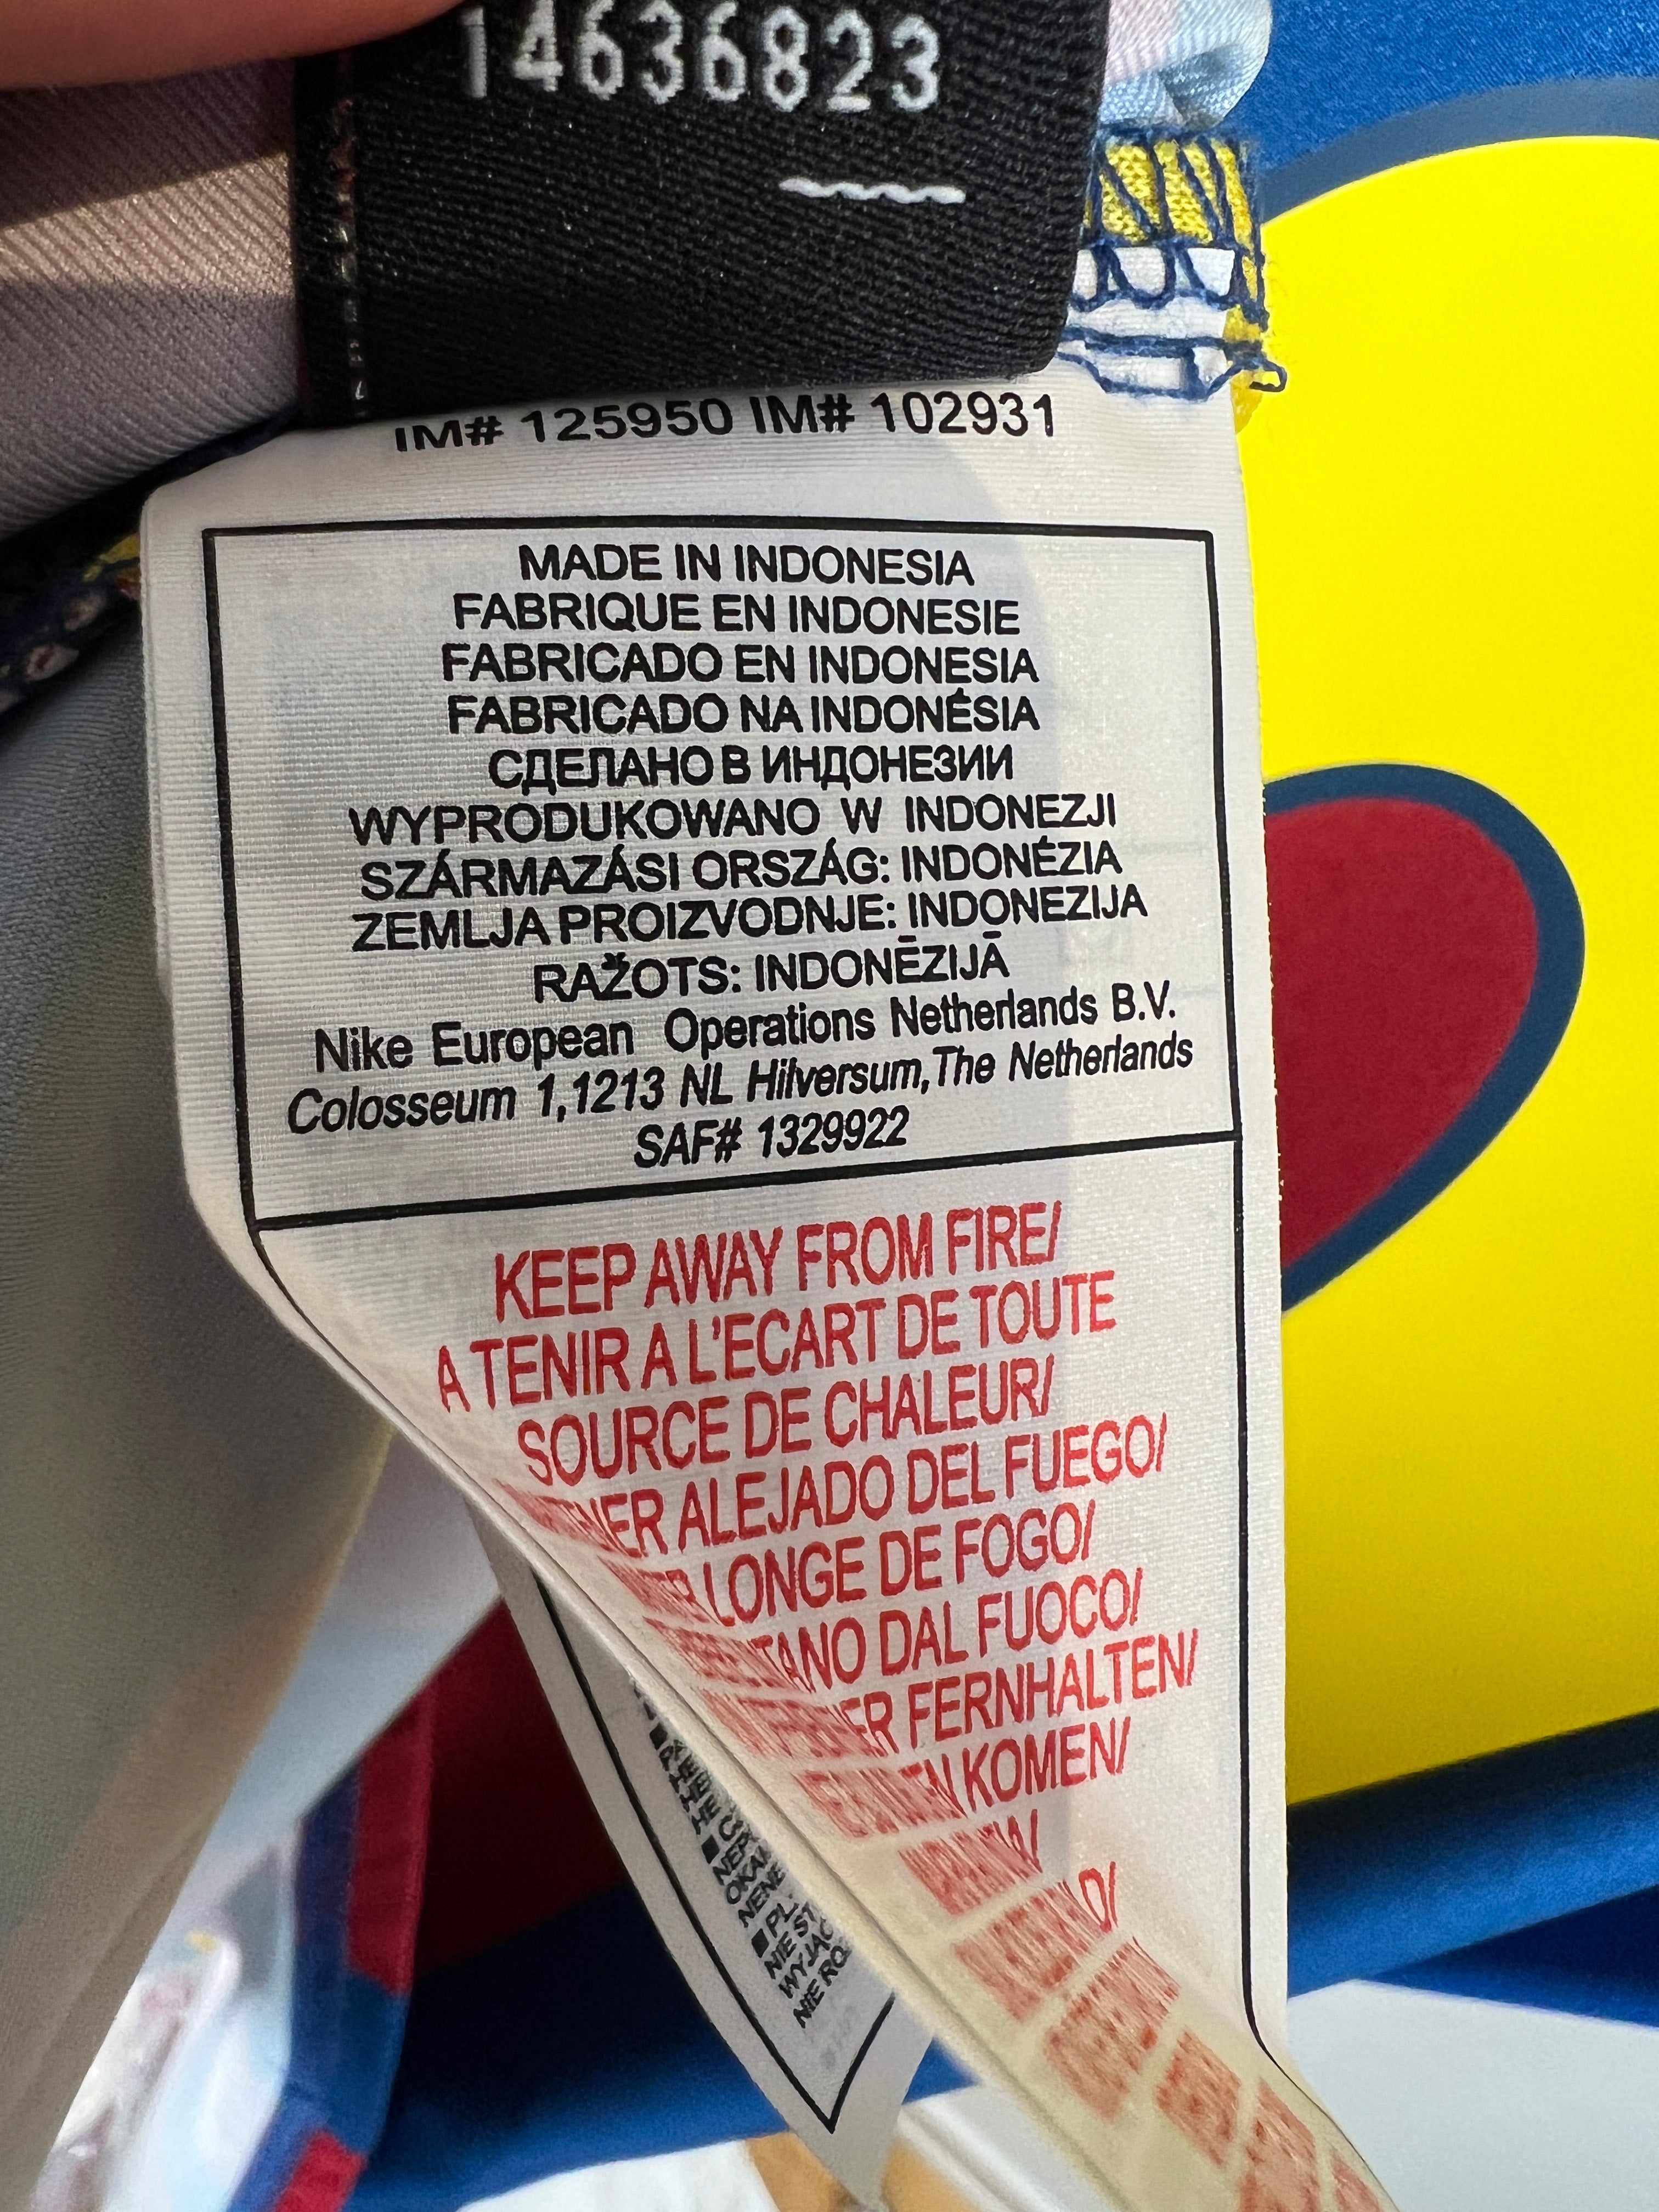 14636823
IM# 125950 IM# 102931
MADE IN INDONESIA
FABRIQUE EN INDONESIE
FABRICADO EN INDONESIA
FABRICADO NA INDONÉSIA
СДЕЛАНО В ИНДОНЕЗИИ
WYPRODUKOWANO W INDONEZJI
SZÁRMAZÁSI ORSZÁG: INDONÉZIA
ZEMLJA PROIZVODNJE: INDONEZIJA
RAŽOTS: INDONĒZIJĀ
Nike European Operations Netherlands B.V.
Colosseum 1,1213 NL Hilversum,The Netherlands
SAF# 1329922
KEEP AWAY FROM FIRE/
A TENIR A L'ECART DE TOUTE
SOURCE DE CHALEUR/
ALEJADO DEL FUEGO/
LONGE DE FOGO/
DAL FUOCO/
FERNHALTEN/
KOMEN/
НЕ
NIE
NIE